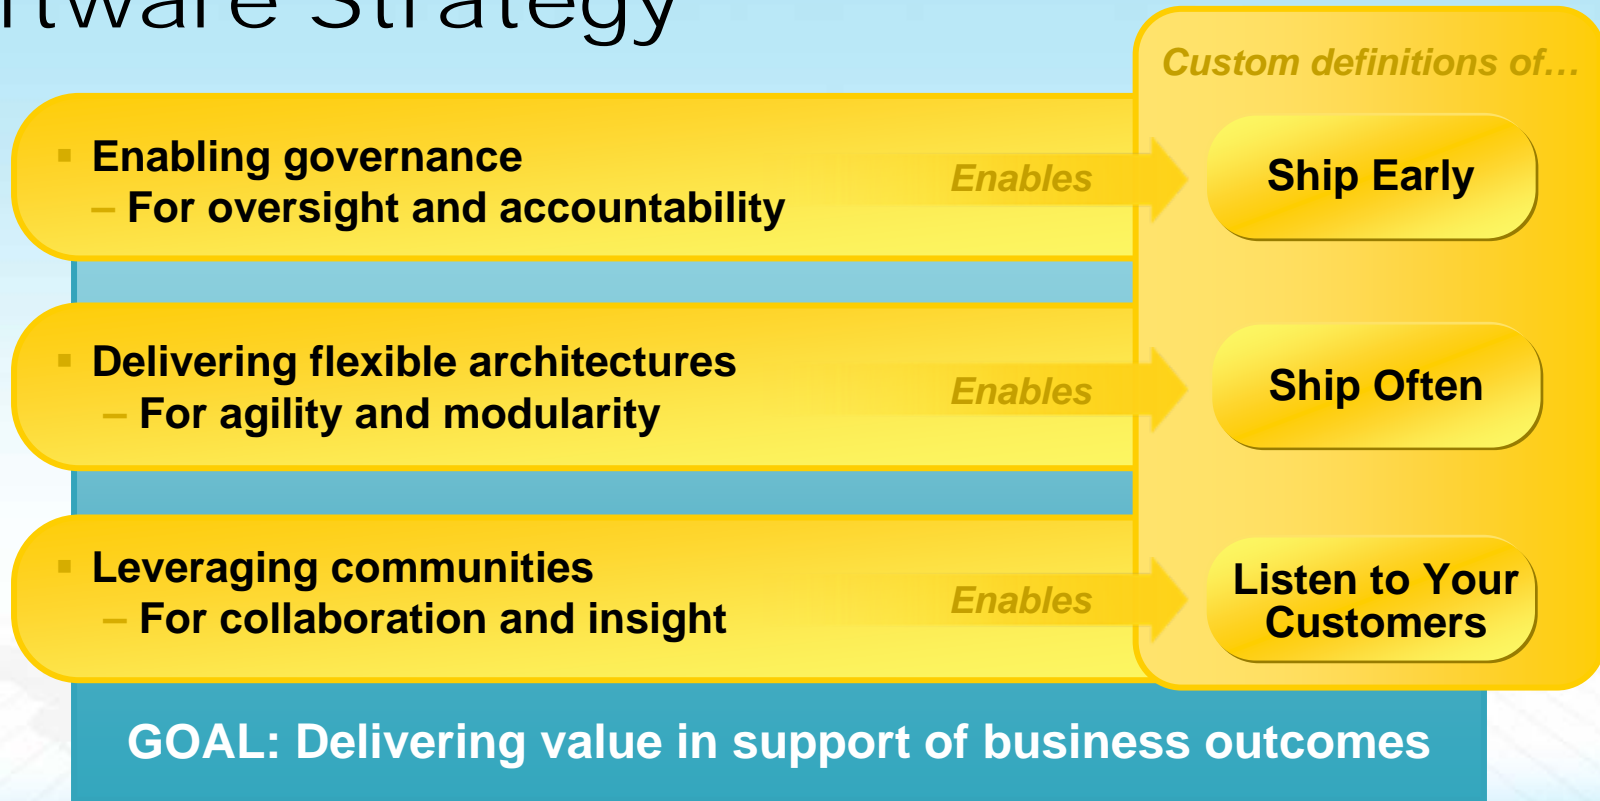 Strategy
Custom definitions of…
▪ Enabling governance
– For oversight and accountability
Enables
Ship Early
▪ Delivering flexible architectures
– For agility and modularity
Enables
Ship Often
▪ Leveraging communities
– For collaboration and insight
Enables
Listen to Your
Customers
GOAL: Delivering value in support of business outcomes